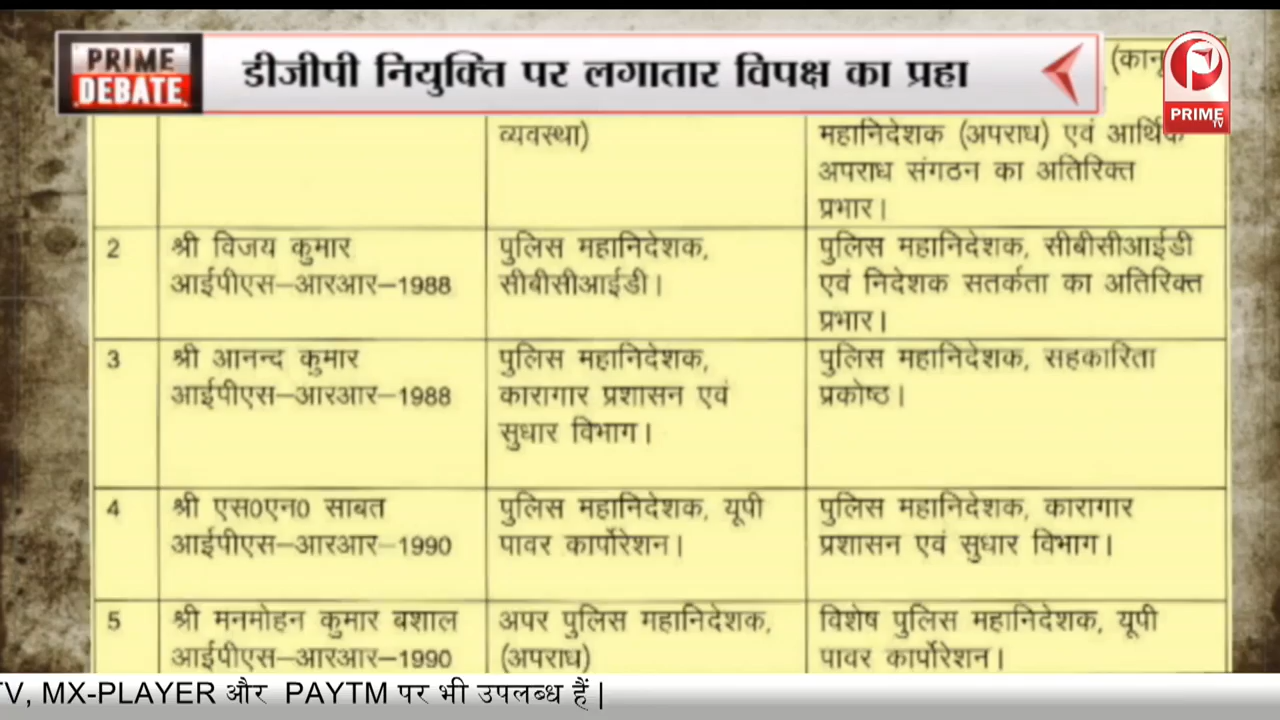 PRIME
DEBATE
डीजीपी नियुक्ति पर लगातार विपक्ष का प्रहा
PRIME
TV
व्यवस्था)
महानिदेशक (अपराध) एवं आर्थिक
अपराध संगठन का अतिरिक्त
प्रभार।
2
श्री विजय कुमार
आईपीएस–आरआर–1988
पुलिस महानिदेशक,
सीबीसीआईडी।
पुलिस महानिदेशक, सीबीसीआईडी
एवं निदेशक सतर्कता का अतिरिक्त
प्रभार।
3
श्री आनन्द कुमार
आईपीएस–आरआर–1988
पुलिस महानिदेशक,
कारागार प्रशासन एवं
सुधार विभाग।
पुलिस महानिदेशक, सहकारिता
प्रकोष्ठ।
4
श्री एस0एन0 साबत
आईपीएस–आरआर–1990
पुलिस महानिदेशक, यूपी
पावर कार्पोरेशन।
पुलिस महानिदेशक, कारागार
प्रशासन एवं सुधार विभाग।
5
श्री मनमोहन कुमार बशाल
आईपीएस–आरआर–1990
अपर पुलिस महानिदेशक,
(अपराध)
विशेष पुलिस महानिदेशक, यूपी
पावर कार्पोरेशन।
TV, MX-PLAYER और PAYTM पर भी उपलब्ध हैं|